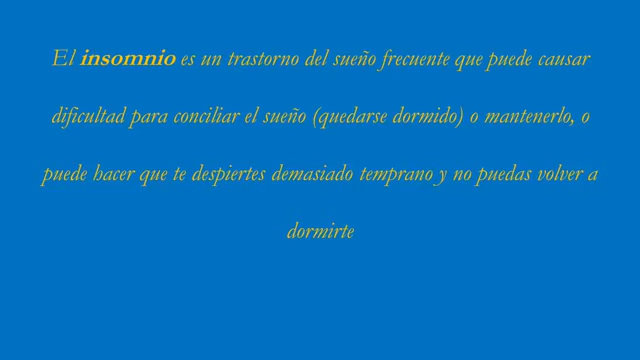 El insomnio es un trastorno del sueño frecuente que puede causar
dificultad para conciliar el sueño (quedarse dormido) o mantenerlo, o
puede hacer que te despiertes demasiado temprano y no puedas volver a
dormirte